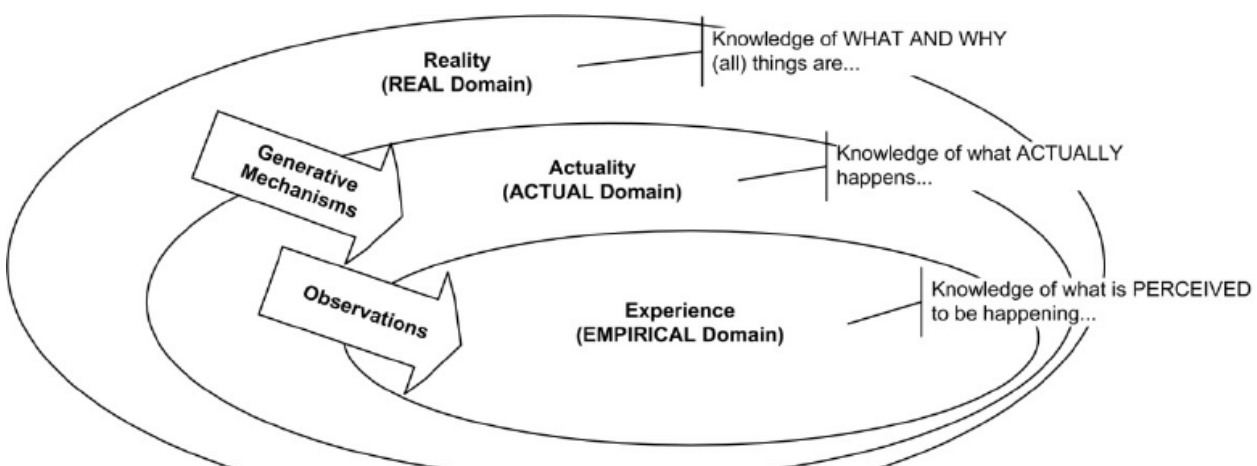 Reality
(REAL Domain)
Knowledge of WHAT AND WHY
(all) things are...
Generative
Mechanisms
Actuality
(ACTUAL Domain)
Knowledge of what ACTUALLY
happens...
Observations
Experience
(EMPIRICAL Domain)
Knowledge of what is PERCEIVED
to be happening...